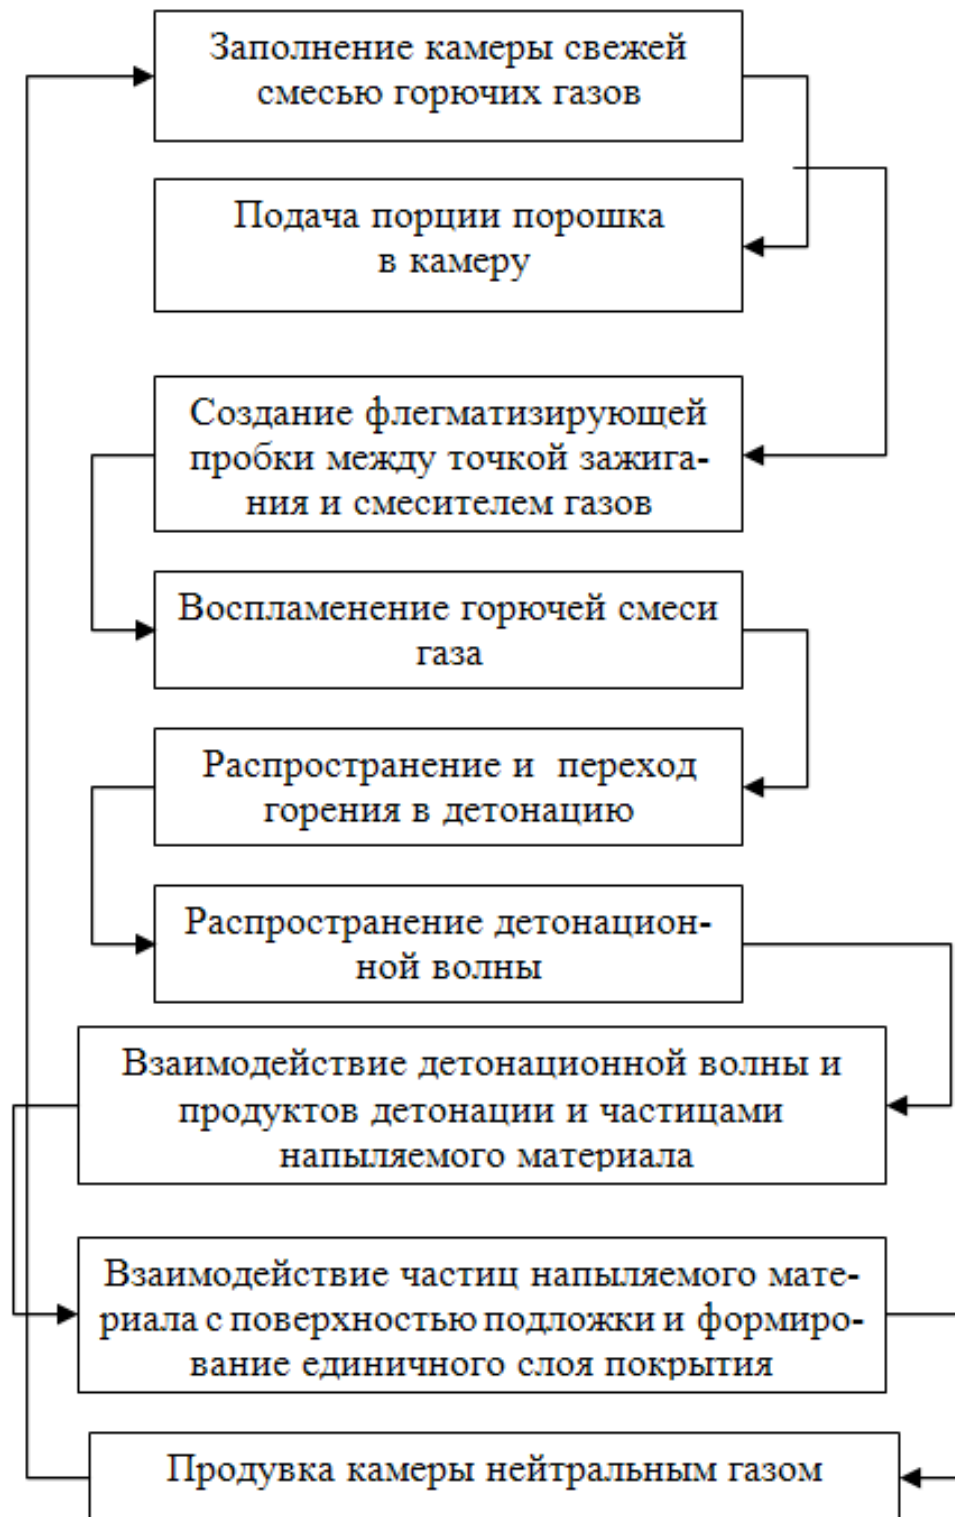 Заполнение камеры свежей
смесью горючих газов
Подача порции порошка
в камеру
Создание флегматизирующей
пробки между точкой зажига-
ния и смесителем газов
Воспламенение горючей смеси
газа
Распространение и переход
горения в детонацию
Распространение детонацион-
ной волны
Взаимодействие детонационной волны и
продуктов детонации и частицами
напыляемого материала
Взаимодействие частиц напыляемого мате-
риала с поверхностью подложки и формиро-
вание единичного слоя покрытия
Продувка камеры нейтральным газом